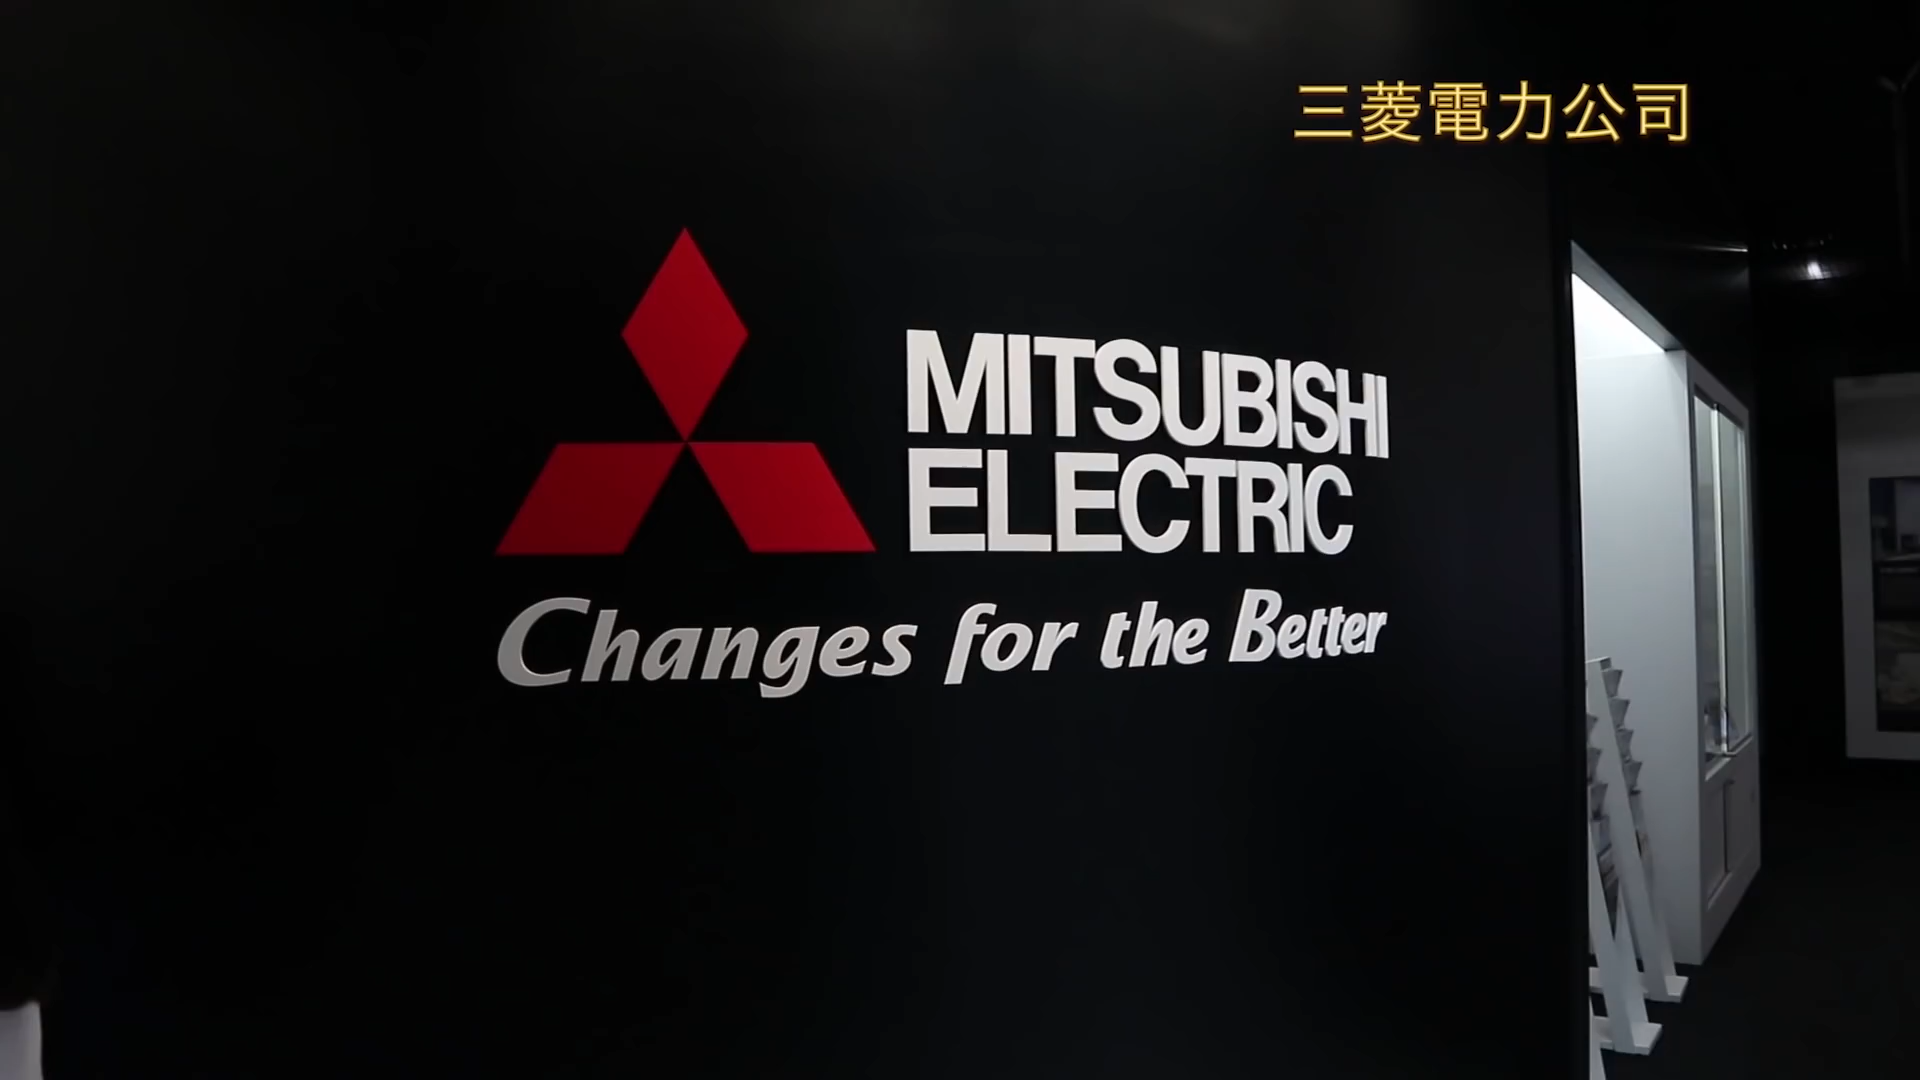 三菱電力公司
MITSUBISHI
ELECTRIC
Changes for the Better